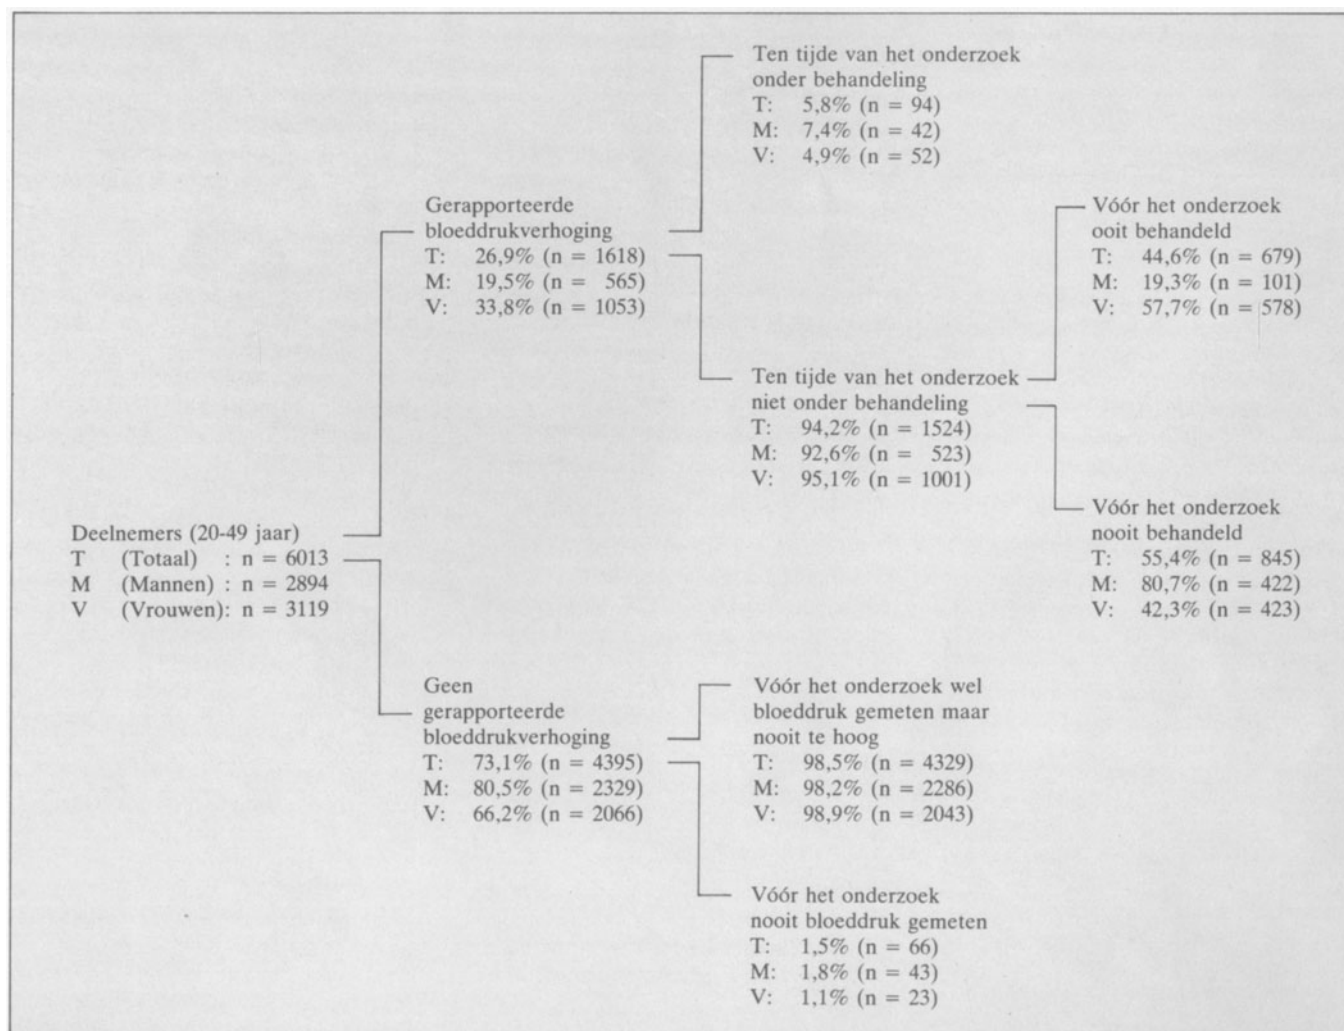 Deelnemers (20-49 jaar)
T (Totaal) : n = 6013
M (Mannen) : n = 2894
V (Vrouwen): n = 3119
Gerapporteerde
bloeddrukverhoging
T: 26,9% (n = 1618)
M: 19,5% (n = 565)
V: 33,8% (n = 1053)
Ten tijde van het onderzoek
onder behandeling
T: 5,8% (n = 94)
M: 7,4% (n = 42)
V: 4,9% (n = 52)
Ten tijde van het onderzoek
niet onder behandeling
T: 94,2% (n = 1524)
M: 92,6% (n = 523)
V: 95,1% (n = 1001)
Vóór het onderzoek
ooit behandeld
T: 44,6% (n = 679)
M: 19,3% (n = 101)
V: 57,7% (n = 578)
Vóór het onderzoek
nooit behandeld
T: 55,4% (n = 845)
M: 80,7% (n = 422)
V: 42,3% (n = 423)
Geen
gerapporteerde
bloeddrukverhoging
T: 73,1% (n = 4395)
M: 80,5% (n = 2329)
V: 66,2% (n = 2066)
Vóór het onderzoek wel
bloeddruk gemeten maar
nooit te hoog
T: 98,5% (n = 4329)
M: 98,2% (n = 2286)
V: 98,9% (n = 2043)
Vóór het onderzoek
nooit bloeddruk gemeten
T: 1,5% (n = 66)
M: 1,8% (n = 43)
V: 1,1% (n = 23)